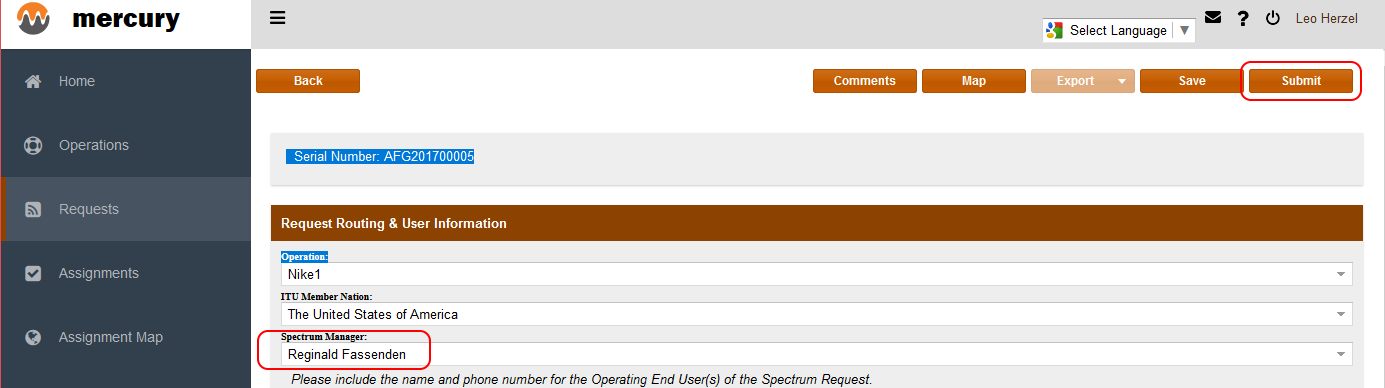 mercury
Select Language
Leo Herzel
Home
Operations
Requests
Assignments
Assignment Map
Back
Comments
Map
Export
Save
Submit
Serial Number: AFG201700005
Request Routing & User Information
Operation:
Nike1
ITU Member Nation:
The United States of America
Spectrum Manager:
Reginald Fassenden
Please include the name and phone number for the Operating End User(s) of the Spectrum Request.